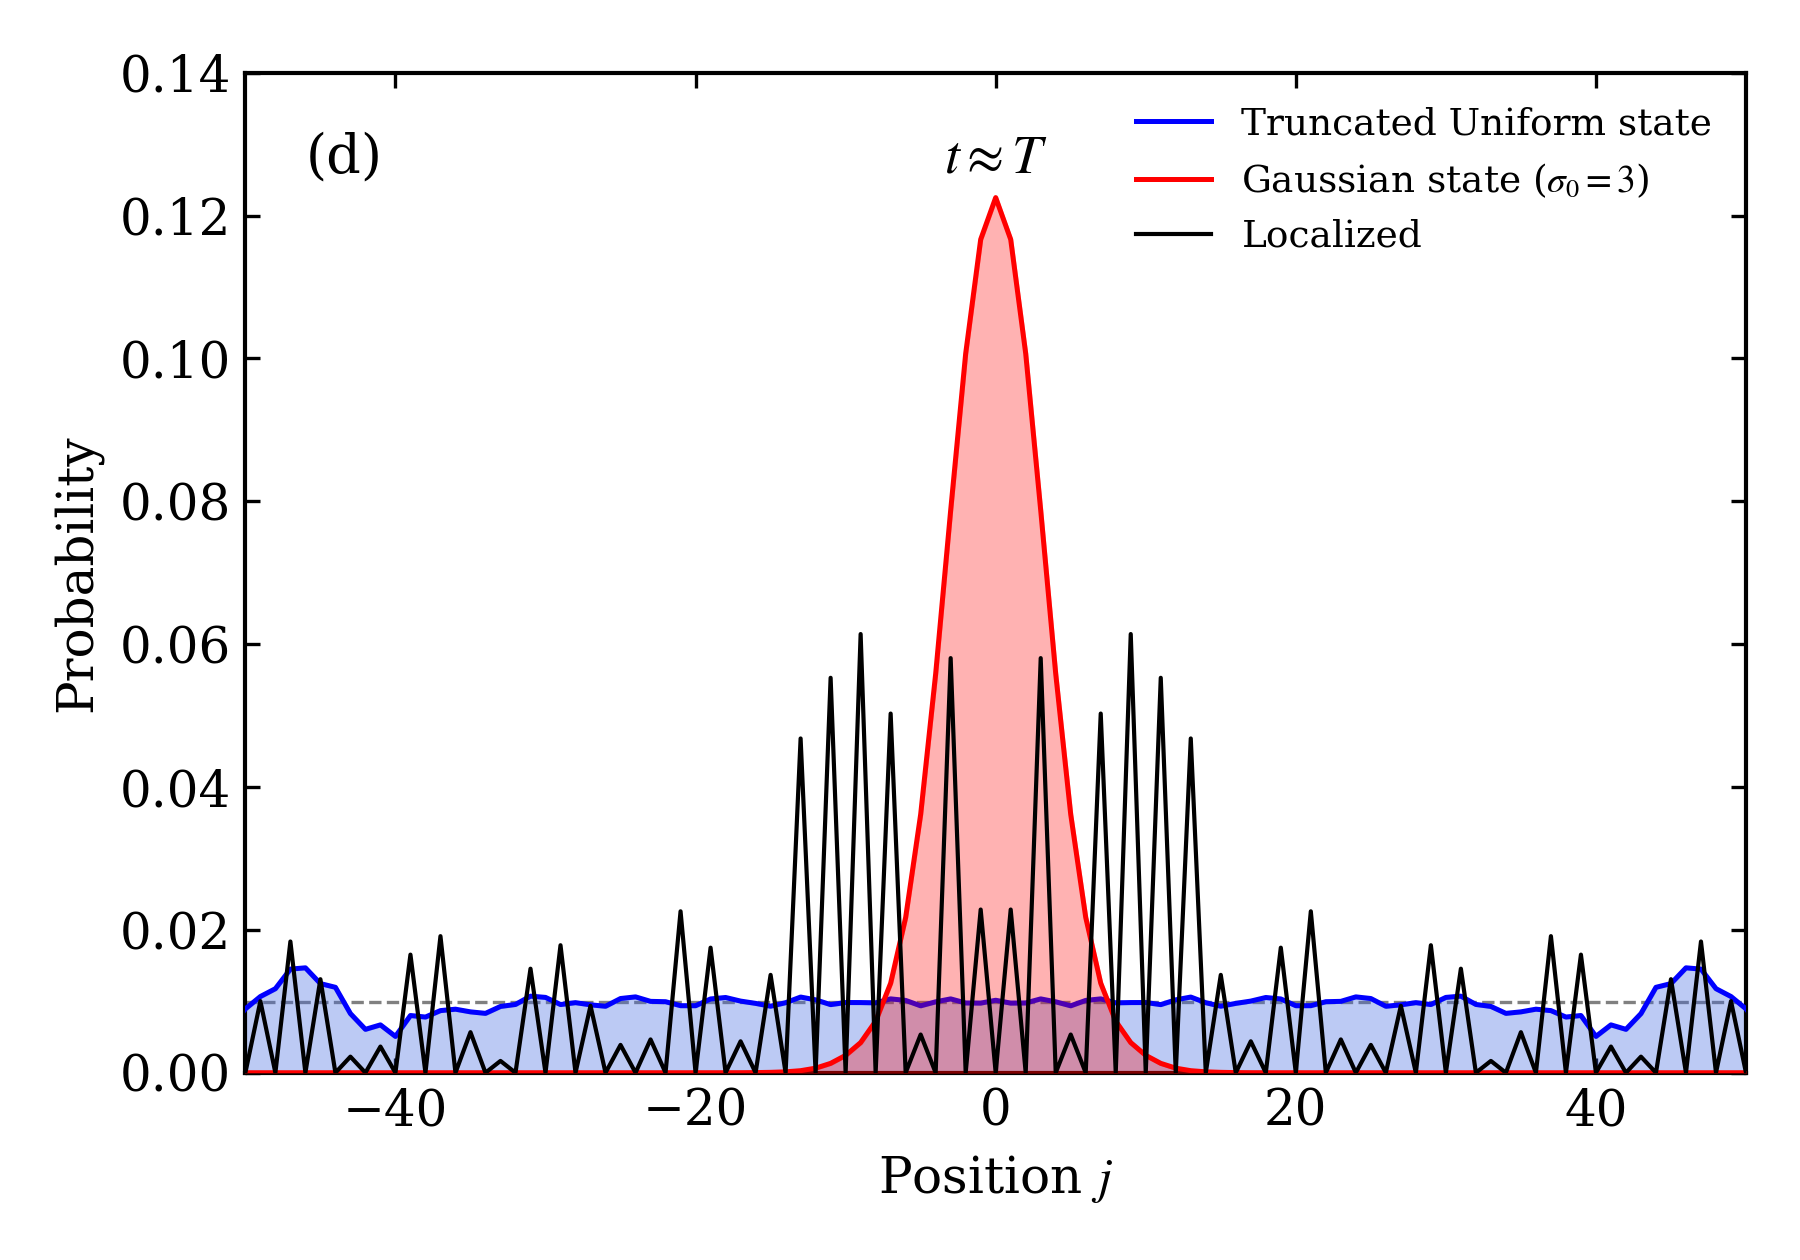 (d)
t ≈ T
Truncated Uniform state
Gaussian state (σ₀ = 3)
Localized
0.14
0.12
0.10
0.08
0.06
0.04
0.02
0.00
Probability
−40
−20
0
20
40
Position j